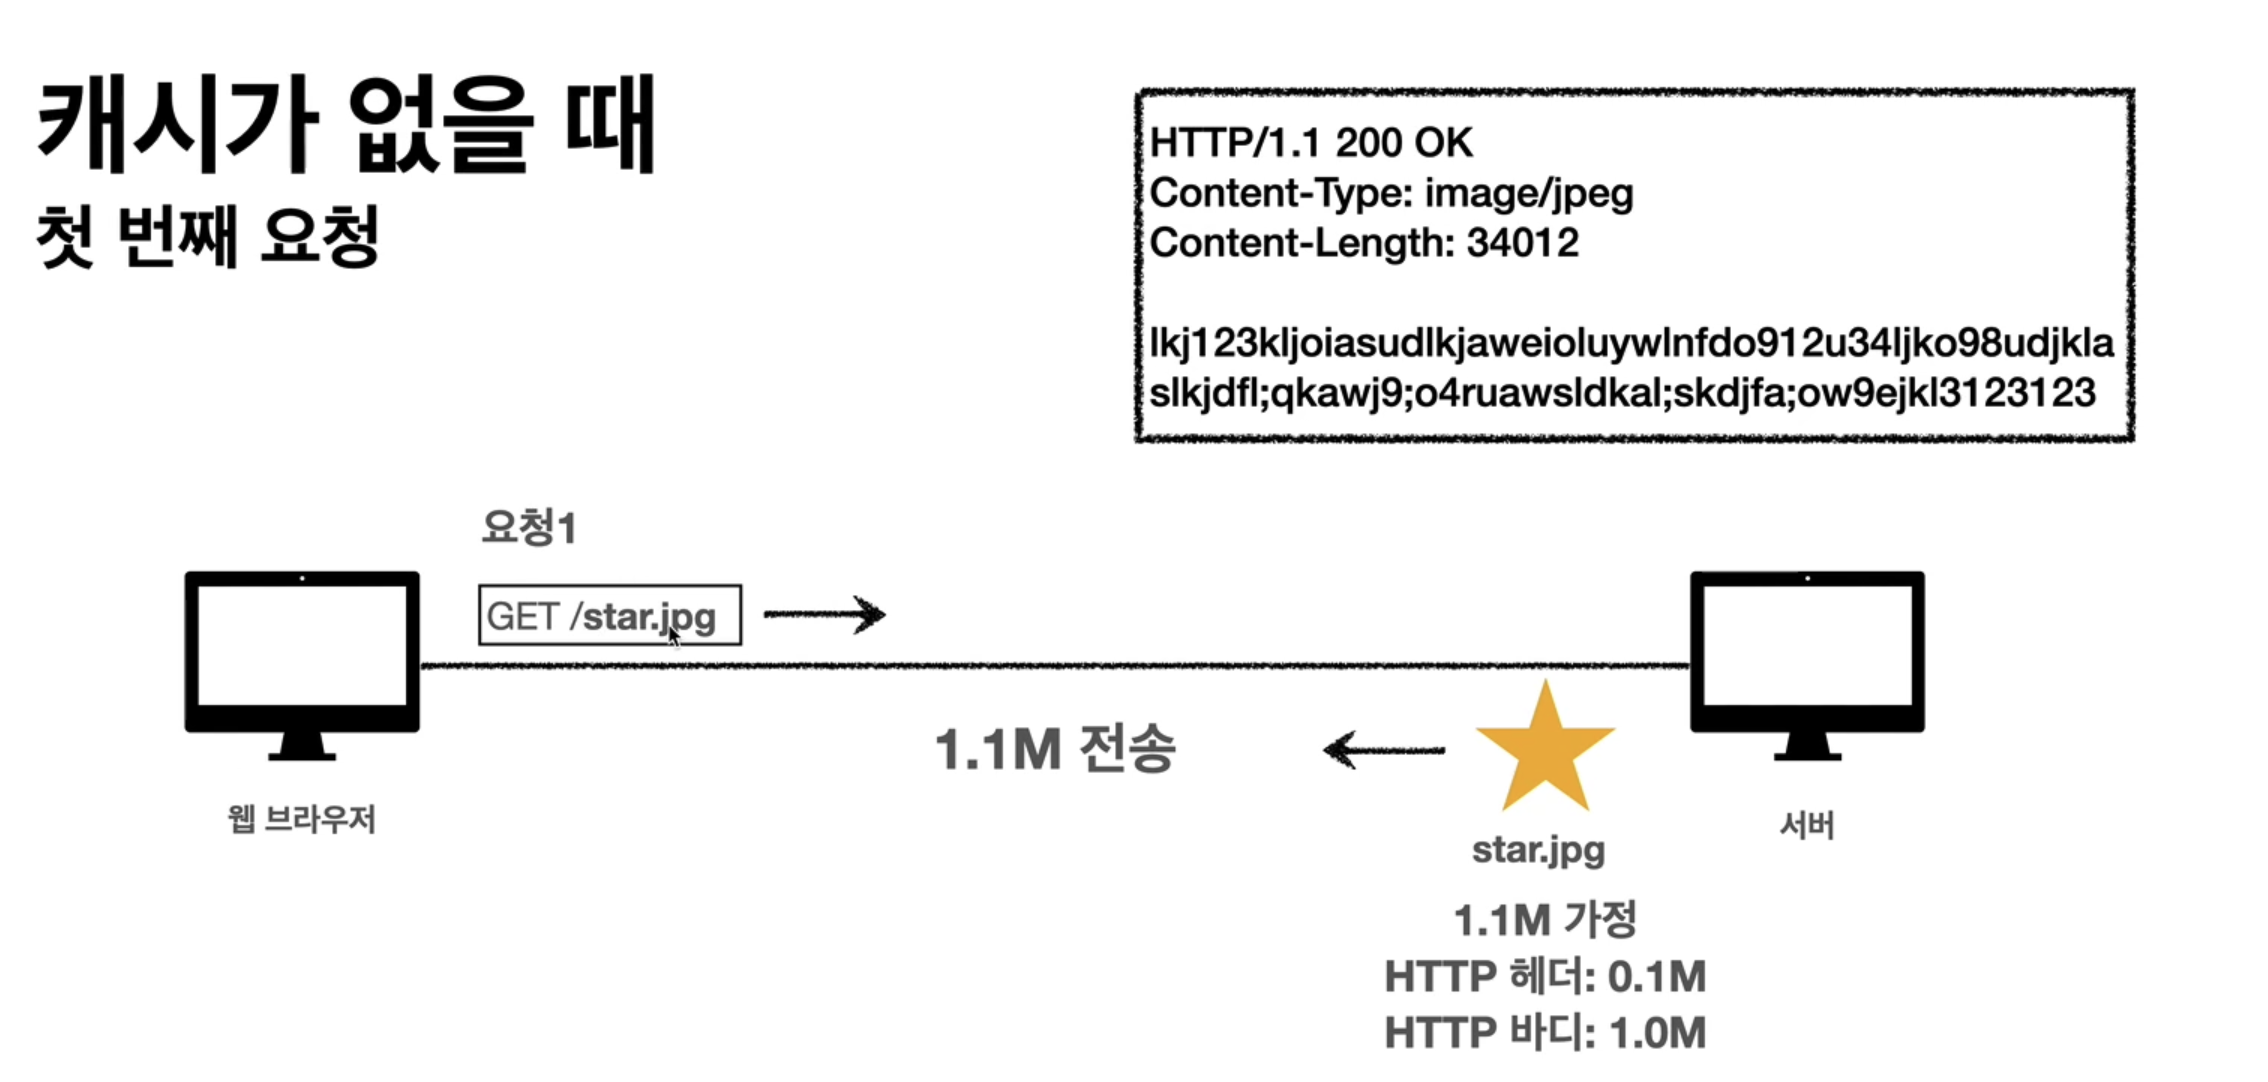 캐시가 없을 때
첫 번째 요청
HTTP/1.1 200 OK
Content-Type: image/jpeg
Content-Length: 34012
lkj123kljoiasudlkjaweioluywlnfdo912u34ljko98udjkla
slkjdfl;qkawj9;o4ruawsldkal;skdjfa;ow9ejkl3123123
요청1
GET /star.jpg
1.1M 전송
웹 브라우저
서버
star.jpg
1.1M 가정
HTTP 헤더: 0.1M
HTTP 바디: 1.0M